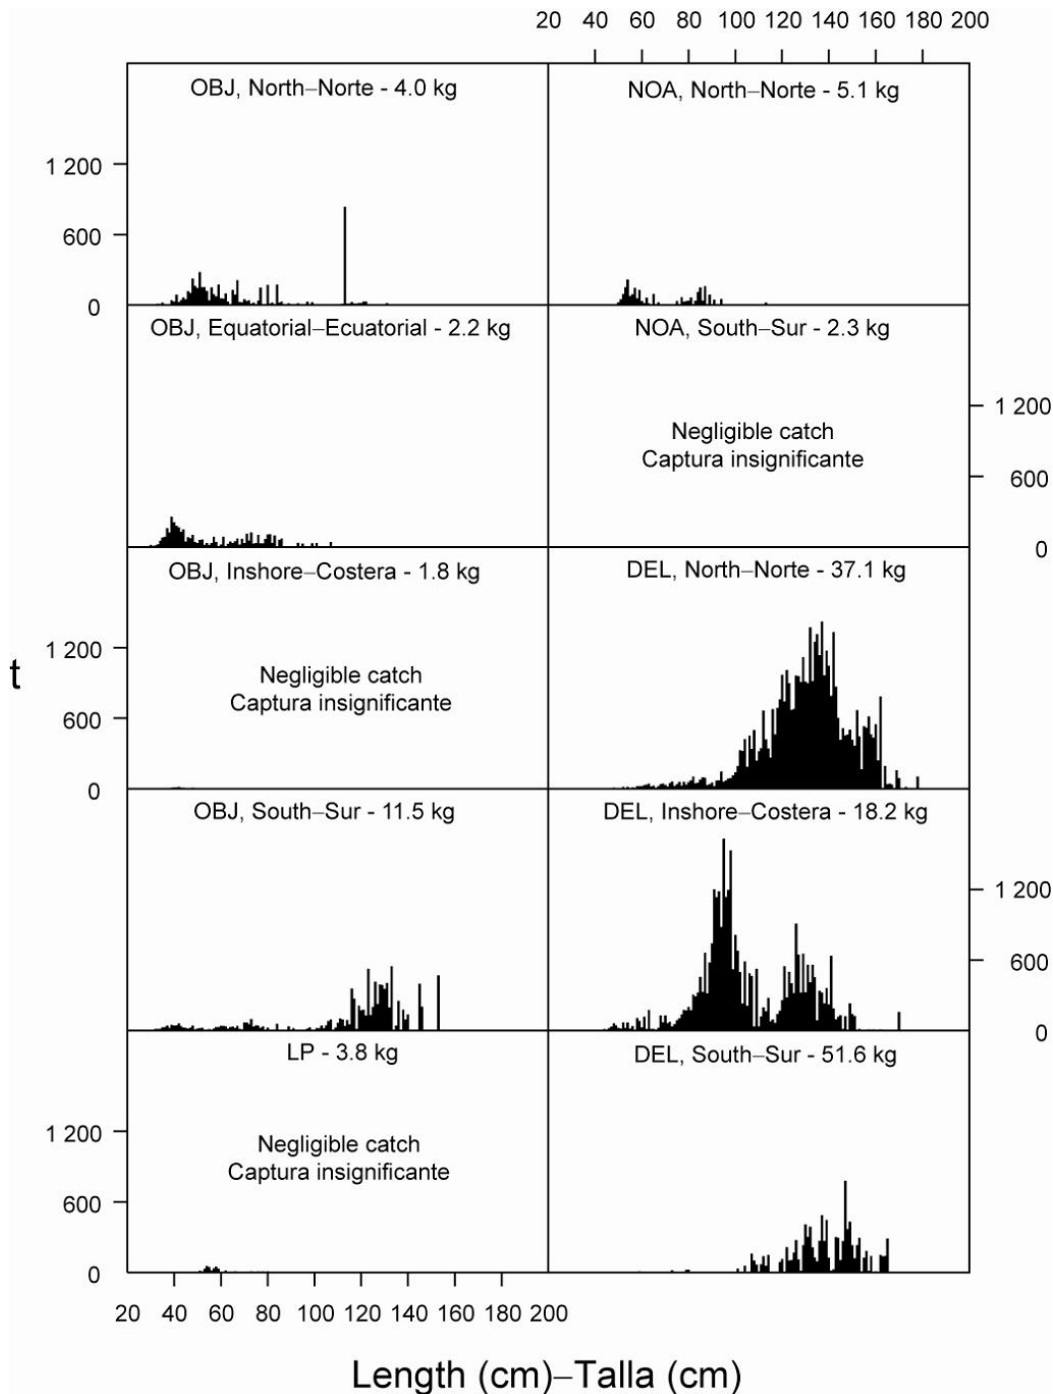 20 40 60 80 100 120 140 160 180 200
OBJ, North–Norte - 4.0 kg
1 200
600
0
NOA, North–Norte - 5.1 kg
OBJ, Equatorial–Ecuatorial - 2.2 kg
NOA, South–Sur - 2.3 kg
Negligible catch
Captura insignificante
1 200
600
0
OBJ, Inshore–Costera - 1.8 kg
Negligible catch
Captura insignificante
1 200
600
0
t
DEL, North–Norte - 37.1 kg
OBJ, South–Sur - 11.5 kg
DEL, Inshore–Costera - 18.2 kg
1 200
600
0
LP - 3.8 kg
Negligible catch
Captura insignificante
1 200
600
0
DEL, South–Sur - 51.6 kg
20 40 60 80 100 120 140 160 180 200
Length (cm)–Talla (cm)